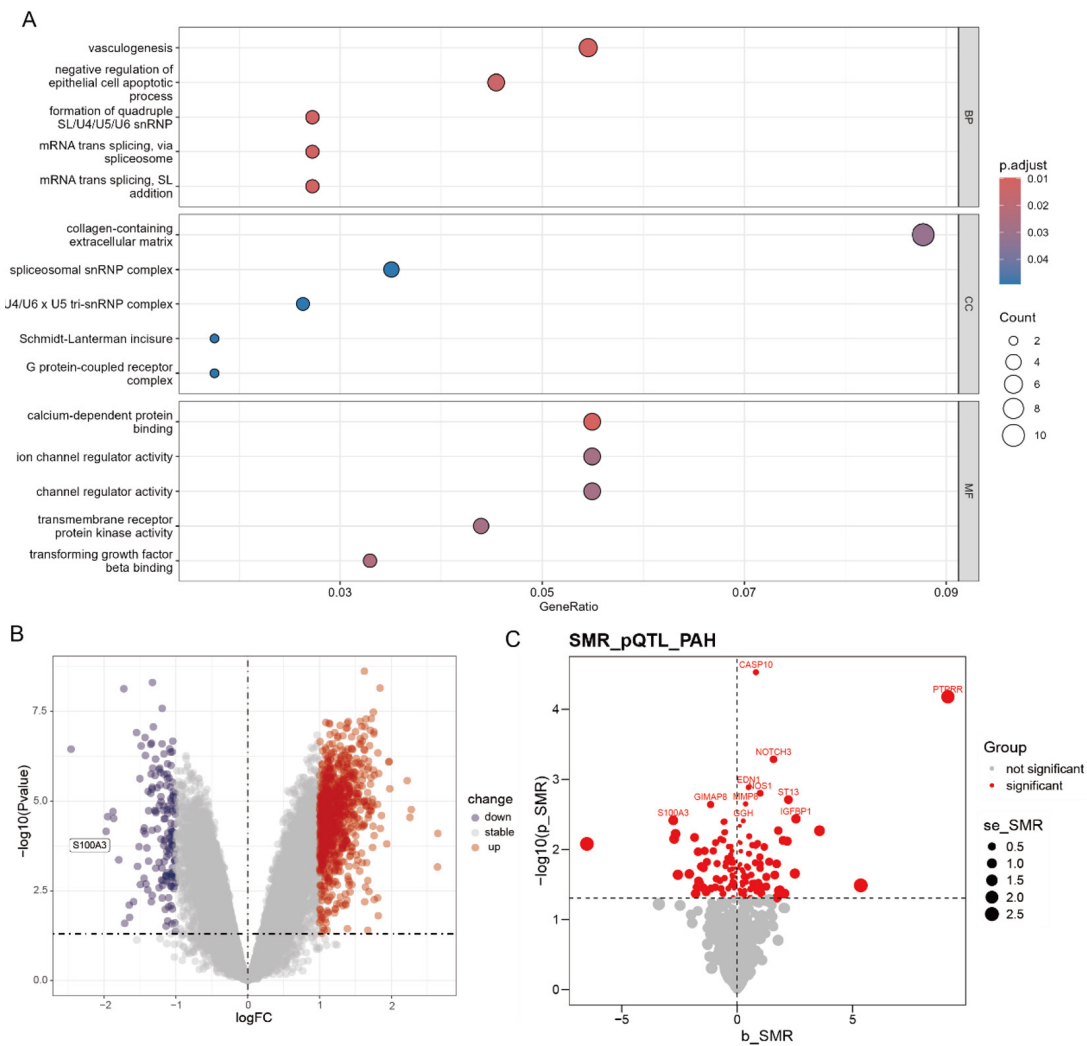 A
vasculogenesis
negative regulation of
epithelial cell apoptotic
process
formation of quadruple
SL/U4/U5/U6 snRNP
mRNA trans splicing, via
spliceosome
mRNA trans splicing, SL
addition
BP
collagen-containing
extracellular matrix
spliceosomal snRNP complex
U4/U6 x U5 tri-snRNP complex
Schmidt-Lanterman incisure
G protein-coupled receptor
complex
CC
calcium-dependent protein
binding
ion channel regulator activity
channel regulator activity
transmembrane receptor
protein kinase activity
transforming growth factor
beta binding
MF
0.03 0.05 0.07 0.09
GeneRatio
p.adjust
0.01
0.02
0.03
0.04
Count
2
4
6
8
10
B
7.5
5.0
2.5
0.0
-log10(Pvalue)
S100A3
-2 -1 0 1 2
logFC
change
down
stable
up
C
SMR_pQTL_PAH
CASP10
PTPRR
NOTCH3
EDN1
NOS1
ST13
GIMAP8
MMP8
S100A3
GGH
IGFBP1
4
3
2
1
0
-log10(p_SMR)
-5 0 5
b_SMR
Group
not significant
significant
se_SMR
0.5
1.0
1.5
2.0
2.5